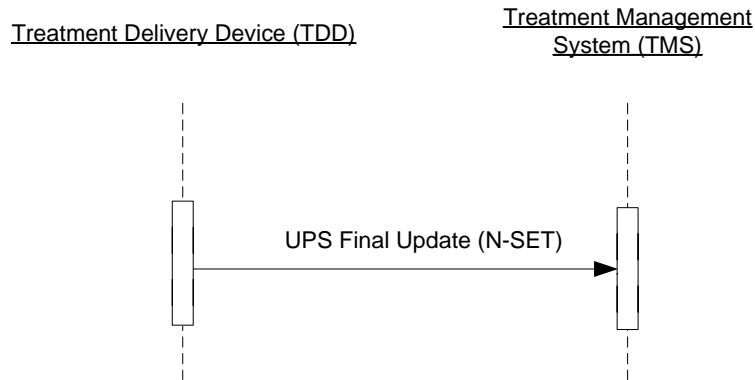 Treatment Delivery Device (TDD)
Treatment Management
System (TMS)
UPS Final Update (N-SET)